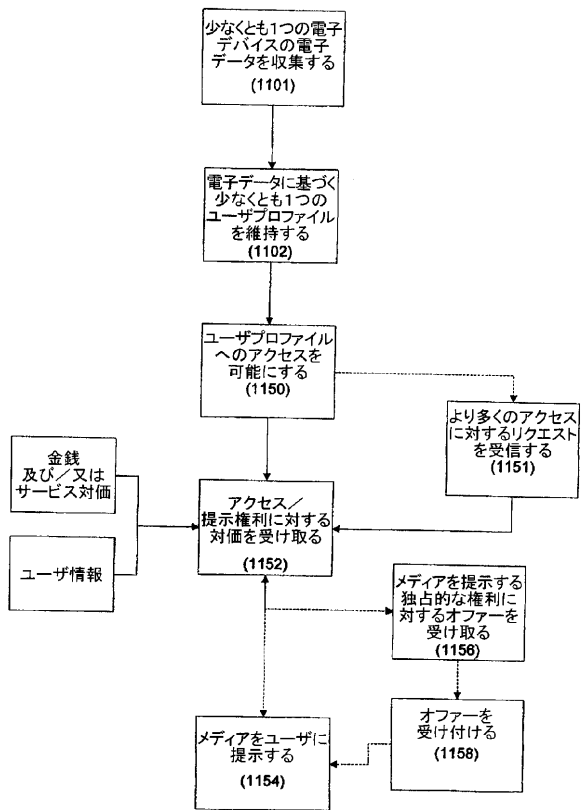 少なくとも1つの電子
デバイスの電子
データを収集する
(1101)
電子データに基づく
少なくとも1つの
ユーザプロファイル
を維持する
(1102)
ユーザプロファイル
へのアクセスを
可能にする
(1150)
より多くのアクセス
に対するリクエスト
を受信する
(1151)
金銭
及び/又は
サービス対価
ユーザ情報
アクセス/
提示権利に対する
対価を受け取る
(1152)
メディアを提示する
独占的な権利に
対するオファーを
受け取る
(1156)
オファーを
受け付ける
(1158)
メディアをユーザに
提示する
(1154)